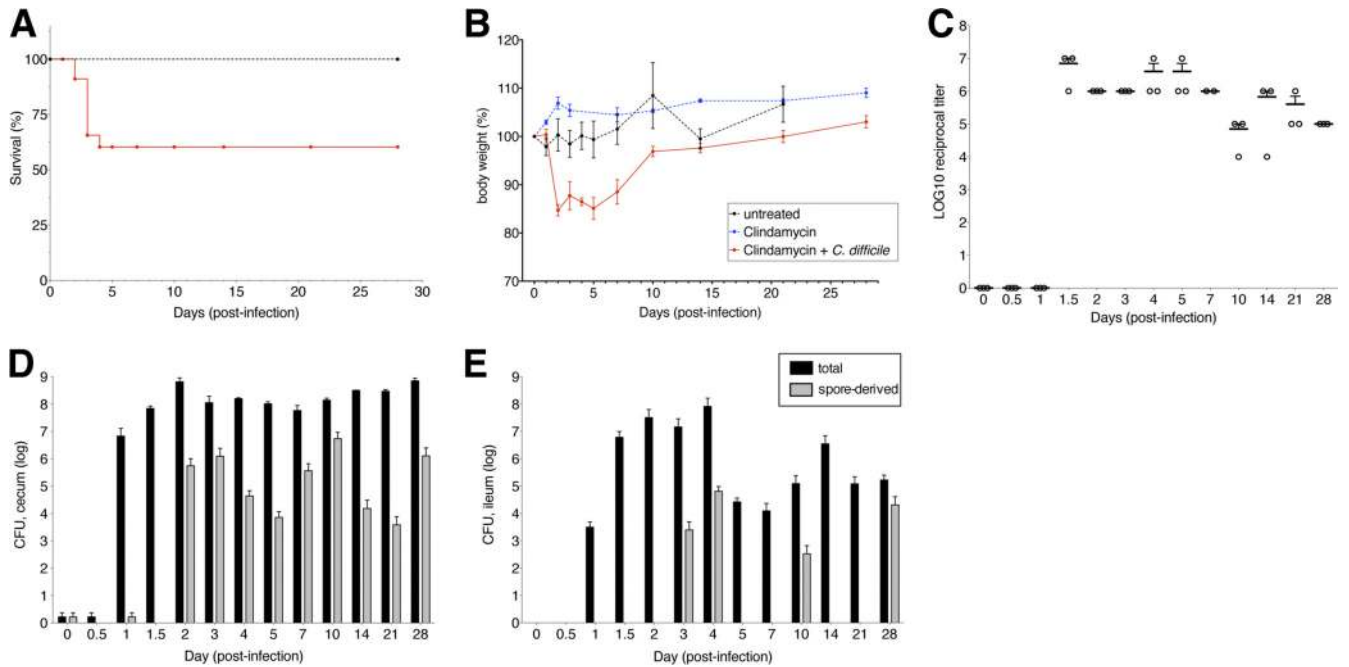 A
100
75
50
25
0
Survival (%)
0 5 10 15 20 25 30
Days (post-infection)
B
120
110
100
90
80
70
body weight (%)
0 5 10 15 20 25
Days (post-infection)
untreated
Clindamycin
Clindamycin + C. difficile
C
8
7
6
5
4
3
2
1
0
LOG10 reciprocal titer
0 0.5 1 1.5 2 3 4 5 7 10 14 21 28
Days (post-infection)
D
9
8
7
6
5
4
3
2
1
0
CFU, cecum (log)
0 0.5 1 1.5 2 3 4 5 7 10 14 21 28
Day (post-infection)
E
9
8
7
6
5
4
3
2
1
0
CFU, ileum (log)
0 0.5 1 1.5 2 3 4 5 7 10 14 21 28
Day (post-infection)
total
spore-derived